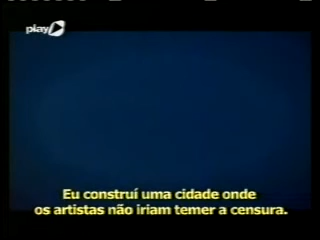 play
Eu construí uma cidade onde
os artistas não iriam temer a censura.